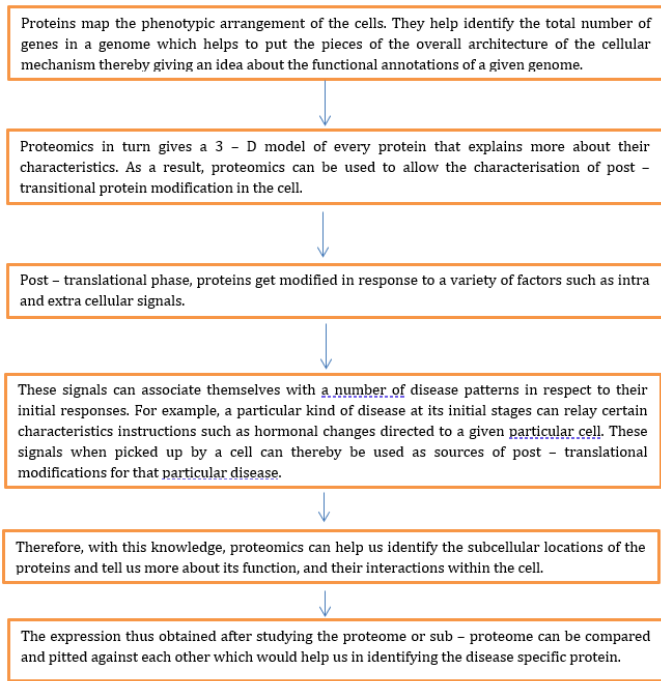 Proteins map the phenotypic arrangement of the cells. They help identify the total number of
genes in a genome which helps to put the pieces of the overall architecture of the cellular
mechanism thereby giving an idea about the functional annotations of a given genome.
Proteomics in turn gives a 3 – D model of every protein that explains more about their
characteristics. As a result, proteomics can be used to allow the characterisation of post –
transitional protein modification in the cell.
Post – translational phase, proteins get modified in response to a variety of factors such as intra
and extra cellular signals.
These signals can associate themselves with a number of disease patterns in respect to their
initial responses. For example, a particular kind of disease at its initial stages can relay certain
characteristics instructions such as hormonal changes directed to a given particular cell. These
signals when picked up by a cell can thereby be used as sources of post – translational
modifications for that particular disease.
Therefore, with this knowledge, proteomics can help us identify the subcellular locations of the
proteins and tell us more about its function, and their interactions within the cell.
The expression thus obtained after studying the proteome or sub – proteome can be compared
and pitted against each other which would help us in identifying the disease specific protein.